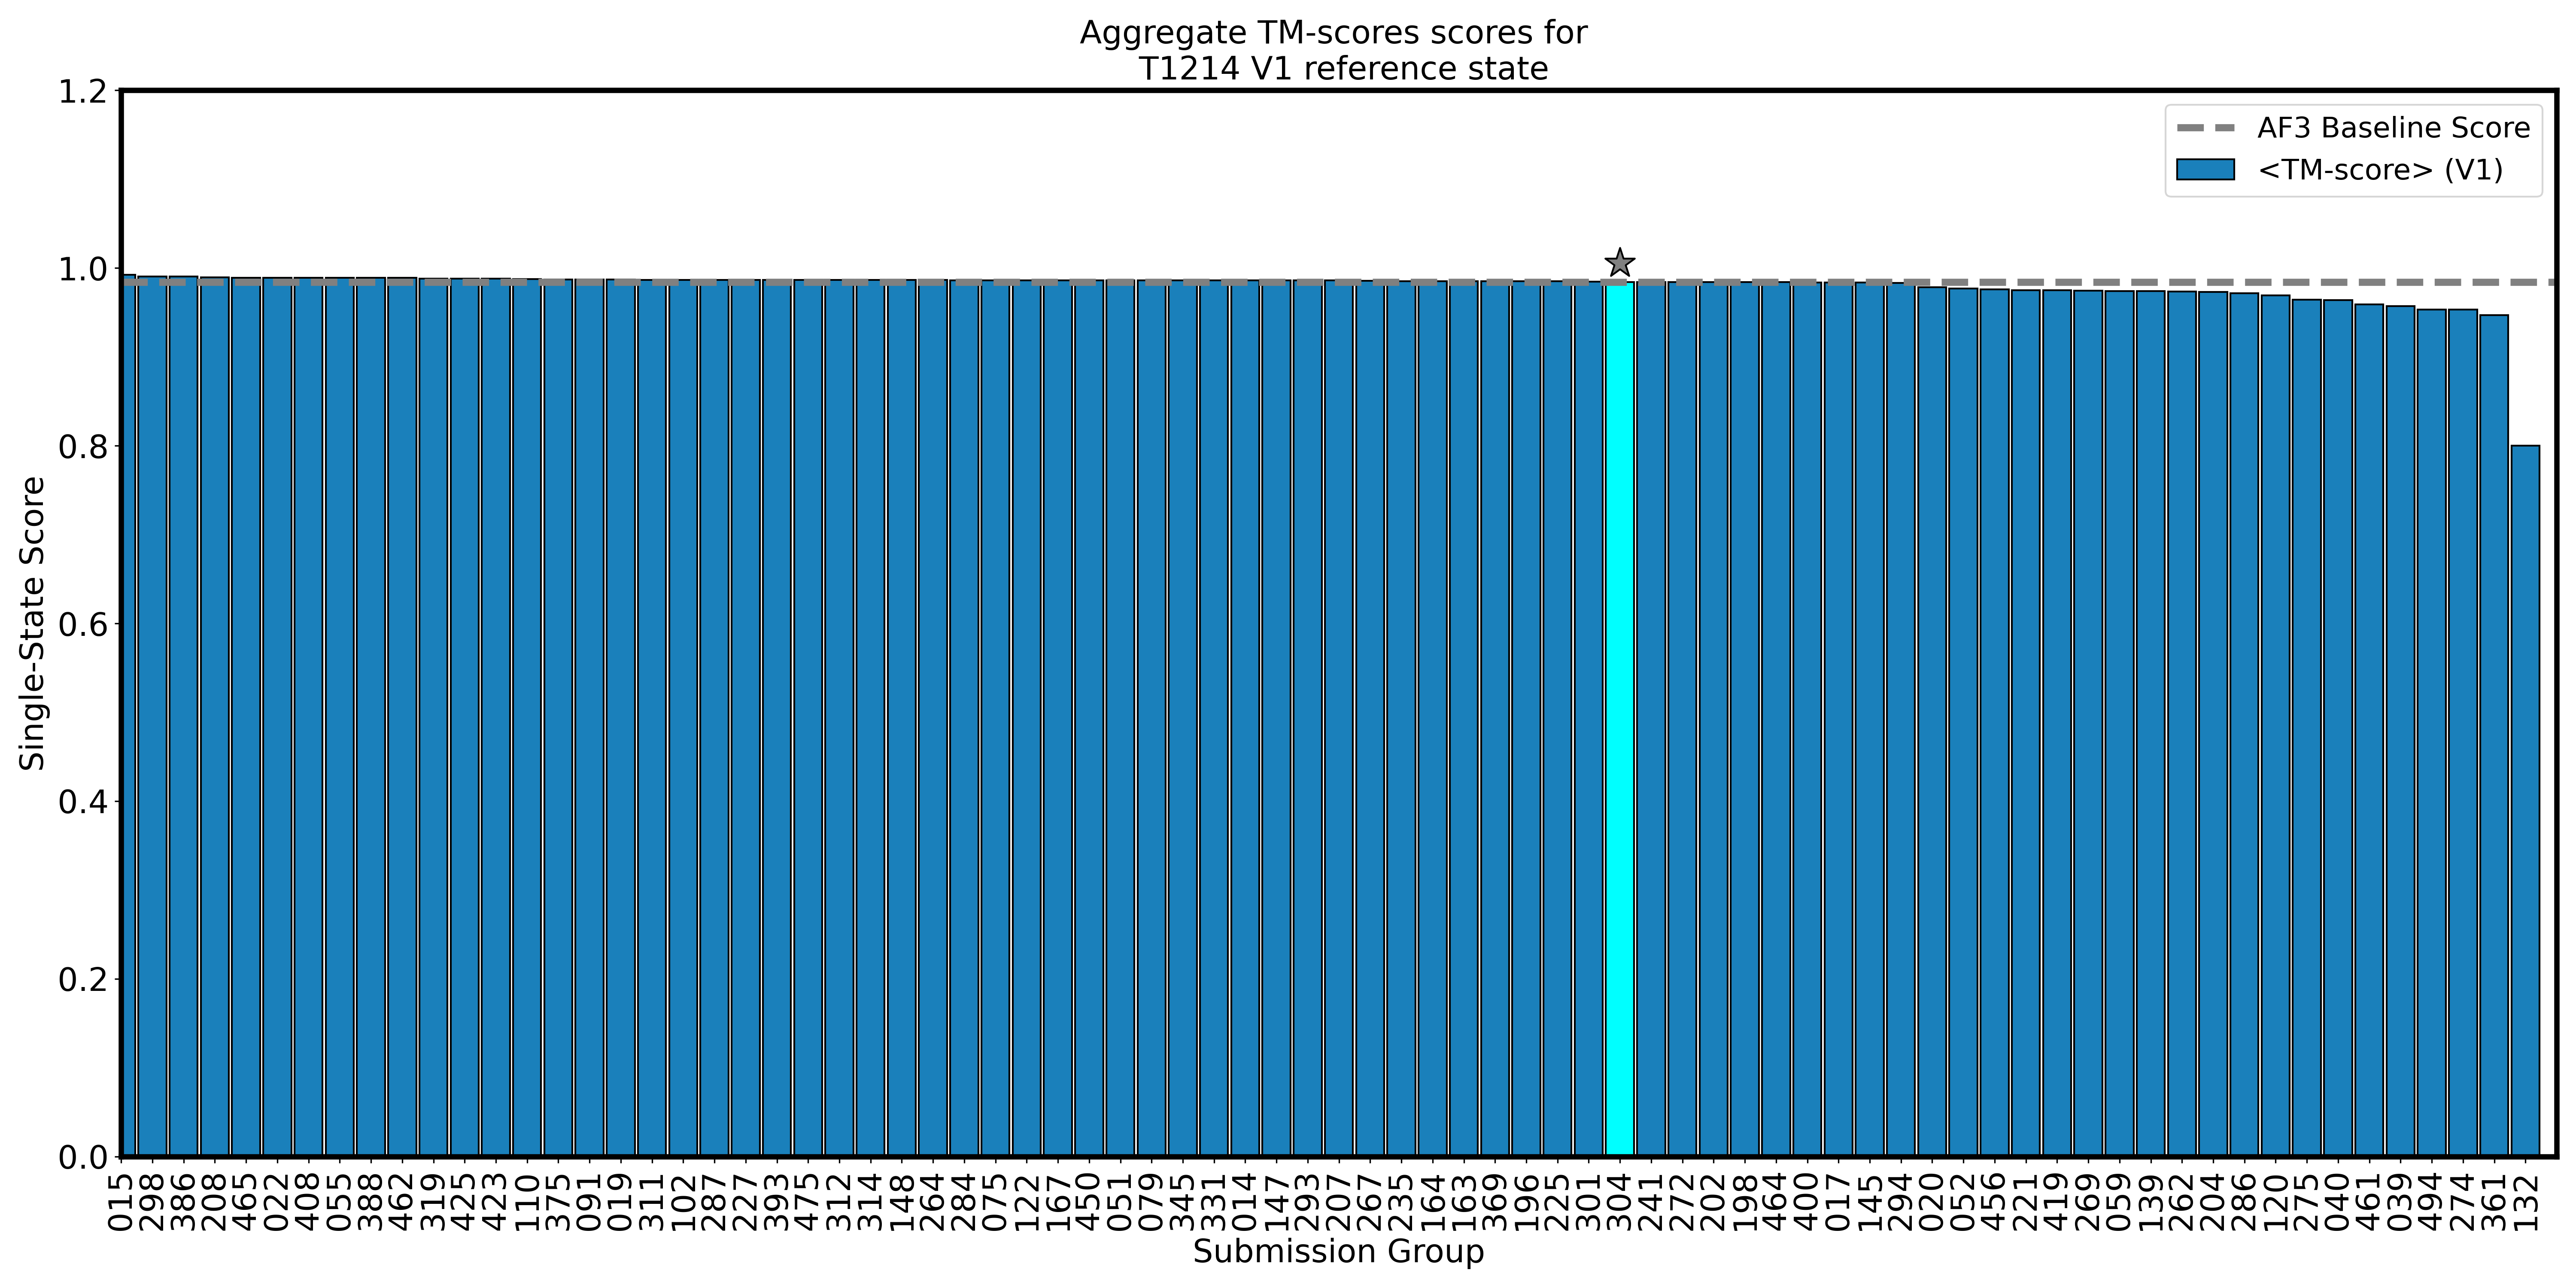 Aggregate TM-scores scores for
T1214 V1 reference state
AF3 Baseline Score
<TM-score> (V1)
Single-State Score
1.2
1.0
0.8
0.6
0.4
0.2
0.0
015 298 386 208 465 022 408 055 388 462 319 425 423 110 375 091 019 311 102 287 227 393 475 312 314 148 264 284 075 122 167 450 051 079 345 331 014 147 293 207 267 235 164 163 369 196 225 301 304 241 272 202 198 464 400 017 145 294 020 052 456 221 419 269 059 139 262 204 286 120 275 040 461 039 494 274 361 132
Submission Group